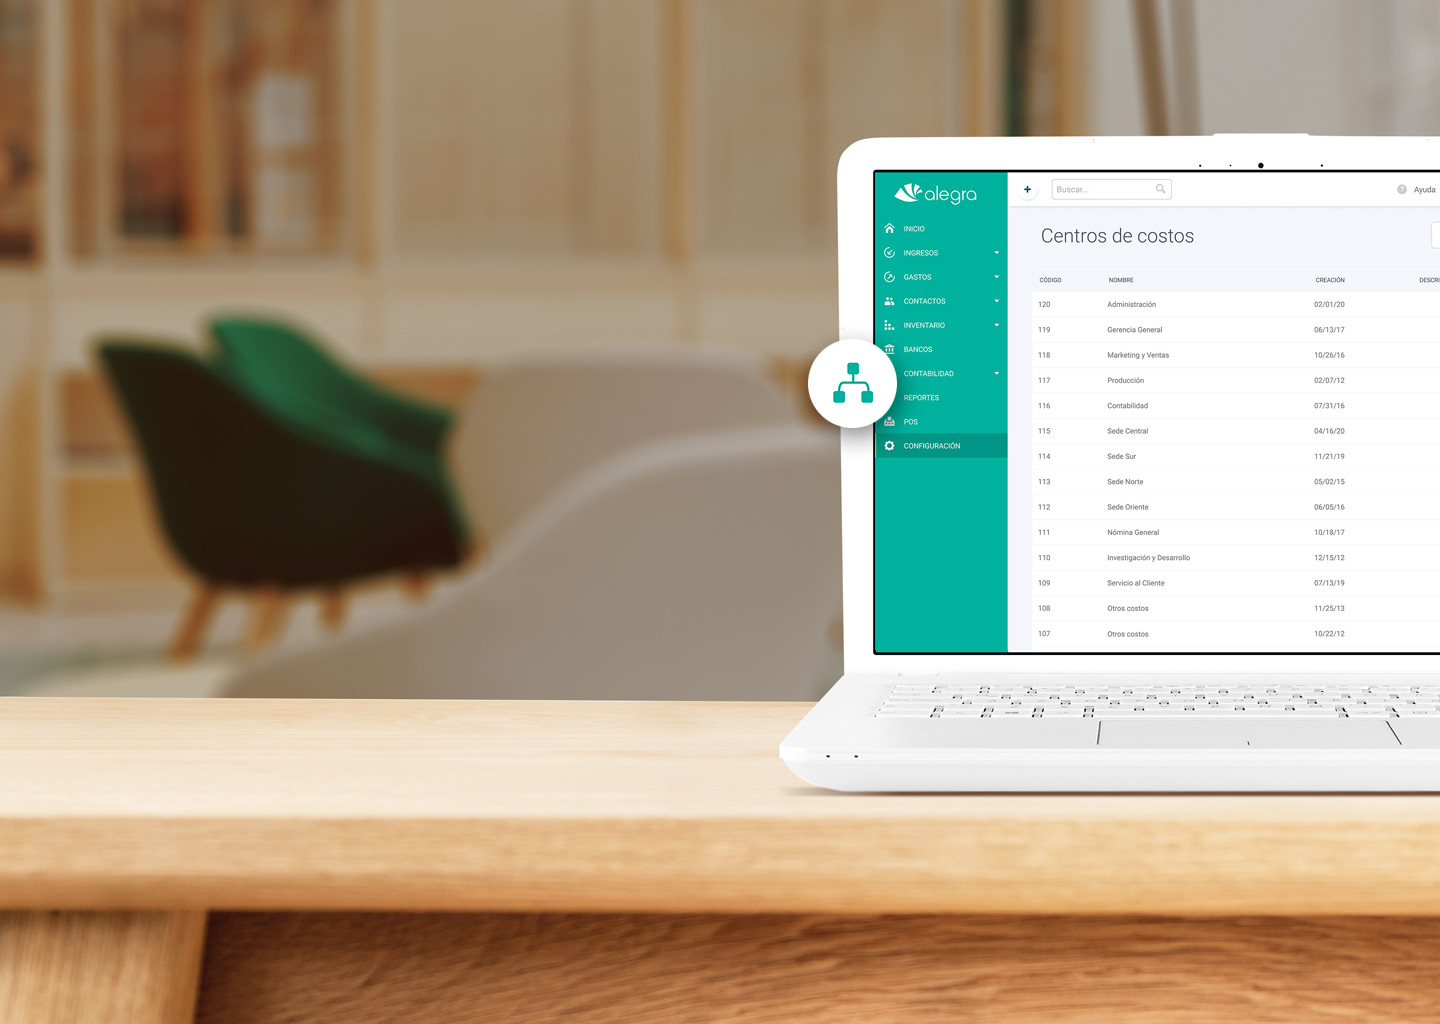 alegra
INICIO
INGRESOS
GASTOS
CONTACTOS
INVENTARIO
BANCOS
CONTABILIDAD
REPORTES
POS
CONFIGURACIÓN
+ Buscar... ? Ayuda
Centros de costos
CÓDIGO NOMBRE CREACIÓN DESCRI
120 Administración 02/01/20
119 Gerencia General 06/13/17
118 Marketing y Ventas 10/26/16
117 Producción 02/07/12
116 Contabilidad 07/31/16
115 Sede Central 04/16/20
114 Sede Sur 11/21/19
113 Sede Norte 05/02/15
112 Sede Oriente 06/05/16
111 Nómina General 10/18/17
110 Investigación y Desarrollo 12/15/12
109 Servicio al Cliente 07/13/19
108 Otros costos 11/25/13
107 Otros costos 10/22/12